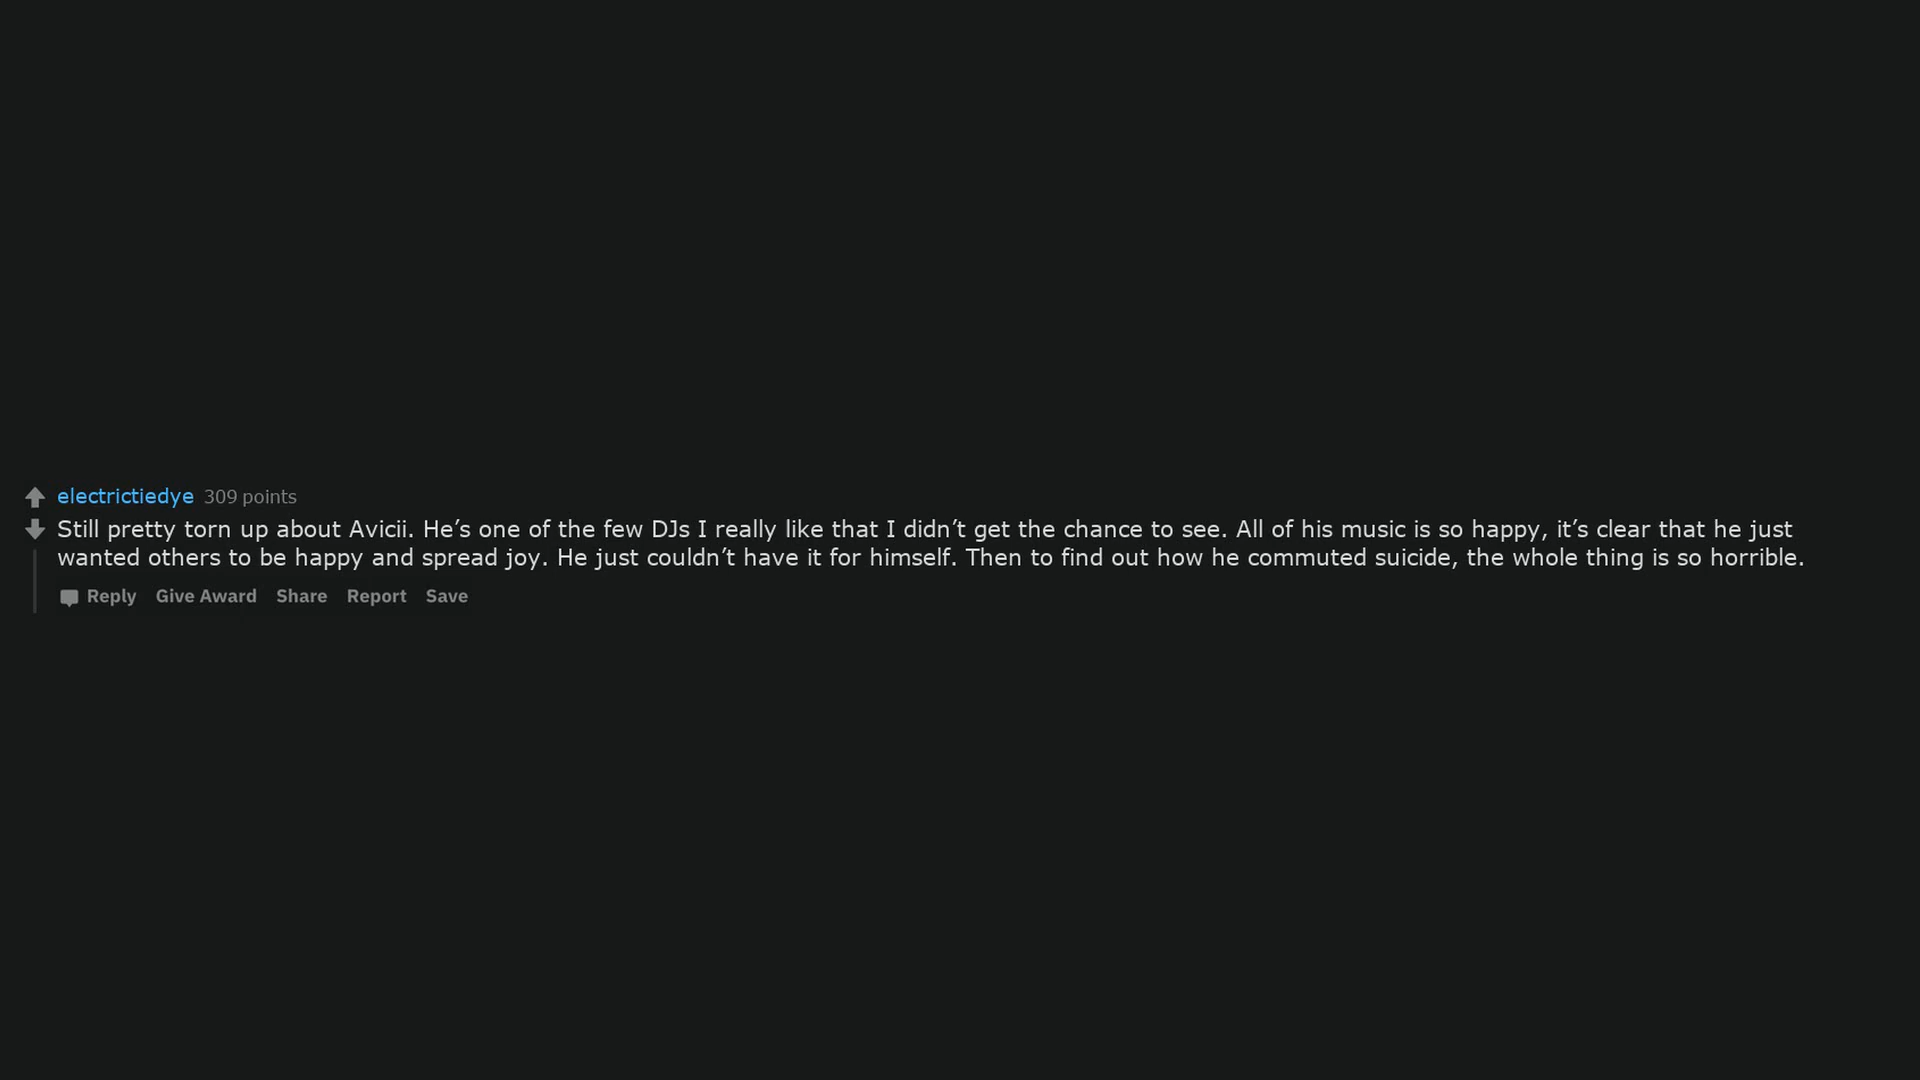 electrictiedye 309 points
Still pretty torn up about Avicii. He’s one of the few DJs I really like that I didn’t get the chance to see. All of his music is so happy, it’s clear that he just
wanted others to be happy and spread joy. He just couldn’t have it for himself. Then to find out how he commuted suicide, the whole thing is so horrible.
Reply Give Award Share Report Save